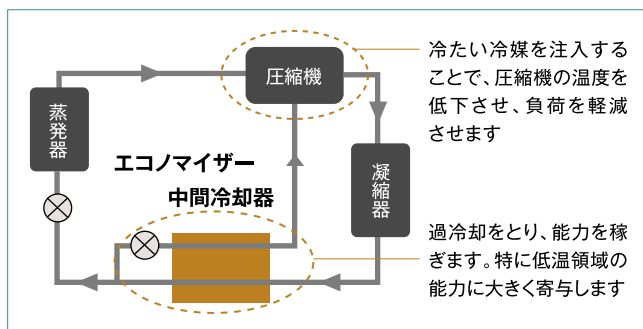 圧縮機
冷たい冷媒を注入する
ことで、圧縮機の温度を
低下させ、負荷を軽減
させます
蒸発器
エコノマイザー
中間冷却器
凝縮器
過冷却をとり、能力を稼
ぎます。特に低温領域の
能力に大きく寄与します